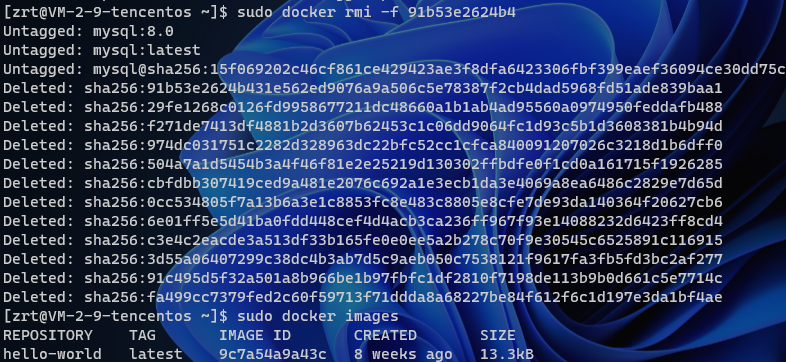 [zrt@VM-2-9-tencentos ~]$ sudo docker rmi -f 91b53e2624b4
Untagged: mysql:8.0
Untagged: mysql:latest
Untagged: mysql@sha256:15f069202c46cf861ce429423ae3f8dfa6423306fbf399eaef36094ce30dd75c
Deleted: sha256:91b53e2624b431e562ed9076a9a506c5e78387f2cb4dad5968fd51ade839baa1
Deleted: sha256:29fe1268c0126fd9958677211dc48660a1b1ab4ad95560a0974950feddafb488
Deleted: sha256:f271de7413df4881b2d3607b62453c1c06dd9064fc1d93c5b1d3608381b4b94d
Deleted: sha256:974dc031751c2282d328963dc22bfc52cc1cfca840091207026c3218d1b6dff0
Deleted: sha256:504a7a1d5454b3a4f46f81e2e25219d130302ffbdfe0f1cd0a161715f1926285
Deleted: sha256:cbfdbb307419ced9a481e2076c692a1e3ecb1da3e4069a8ea6486c2829e7d65d
Deleted: sha256:0cc534805f7a13b6a3e1c8853fc8e483c8805e8cfe7de93da140364f20627cb6
Deleted: sha256:6e01ff5e5d41ba0fdd448cef4d4acb3ca236ff967f93e14088232d6423ff8cd4
Deleted: sha256:c3e4c2eacde3a513df33b165fe0e0ee5a2b278c70f9e30545c6525891c116915
Deleted: sha256:3d55a06407299c38dc4b3ab7d5c9aeb050c7538121f9617fa3fb5fd3bc2af277
Deleted: sha256:91c495d5f32a501a8b966be1b97fbfc1df2810f7198de113b9b0d661c5e7714c
Deleted: sha256:fa499cc7379fed2c60f59713f71ddda8a68227be84f612f6c1d197e3da1bf4ae
[zrt@VM-2-9-tencentos ~]$ sudo docker images
REPOSITORY TAG IMAGE ID CREATED SIZE
hello-world latest 9c7a54a9a43c 8 weeks ago 13.3kB